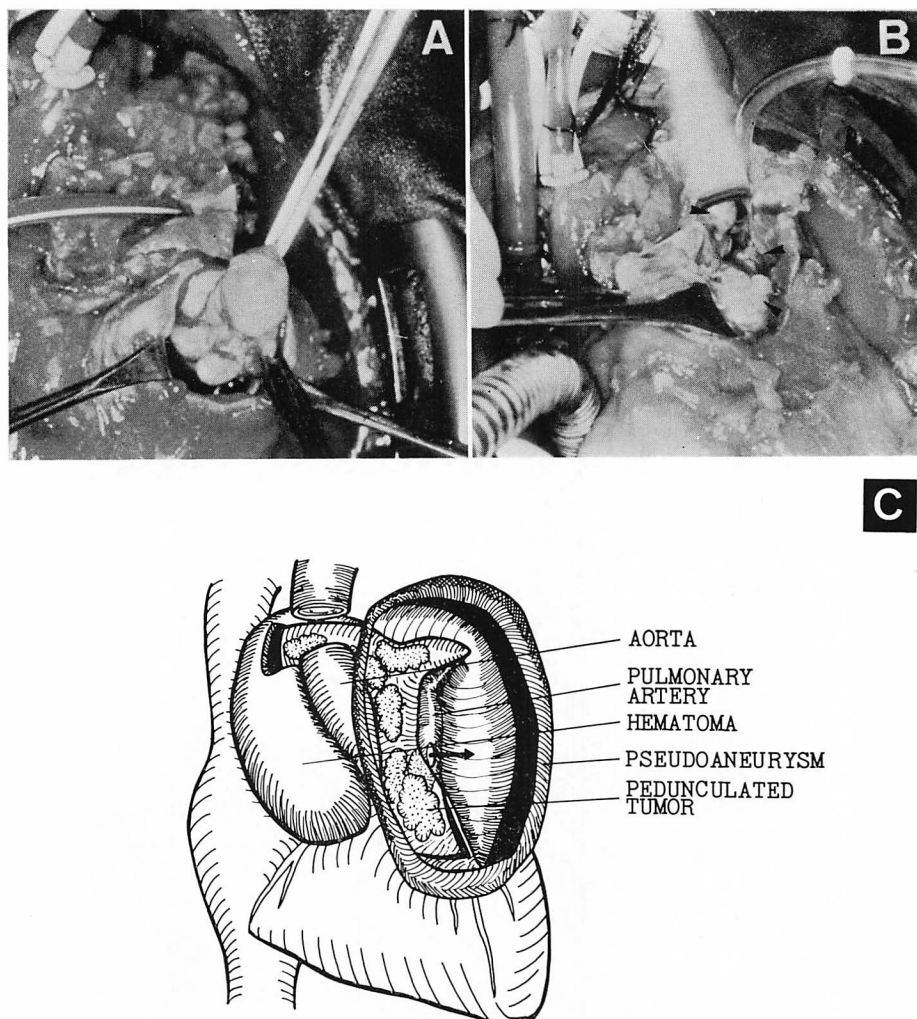 A
B
C
AORTA
PULMONARY
ARTERY
HEMATOMA
PSEUDOANEURYSM
PEDUNCULATED
TUMOR